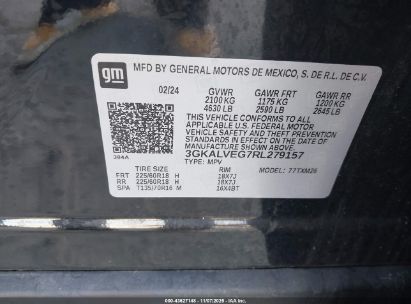 gm
MFD BY GENERAL MOTORS DE MEXICO, S. DE R.L. DE C.V.
02/24 GVWR GAWR FRT GAWR RR
2100 KG 1175 KG 1200 KG
4630 LB 2590 LB 2645 LB
THIS VEHICLE CONFORMS TO ALL APPLICABLE
U.S. FEDERAL MOTOR VEHICLE SAFETY, BUMPER, AND
THEFT PREVENTION STANDARDS IN EFFECT ON THE DATE
OF MANUFACTURE SHOWN ABOVE.
3GKALVEG7RL279157
394A TYPE: MPV MODEL: 77TXM26
TIRE SIZE RIM
FRT 225/60R18 H 18X7J
RR 225/60R18 H 18X7J
SPA T135/70R16 M 16X4BT